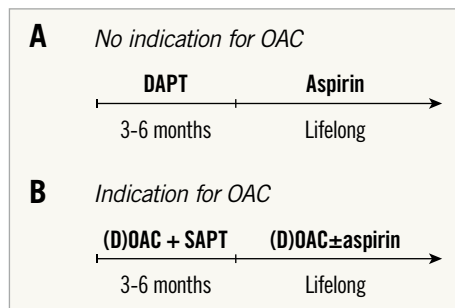 A No indication for OAC
DAPT Aspirin
3-6 months Lifelong
B Indication for OAC
(D)OAC + SAPT (D)OAC±aspirin
3-6 months Lifelong